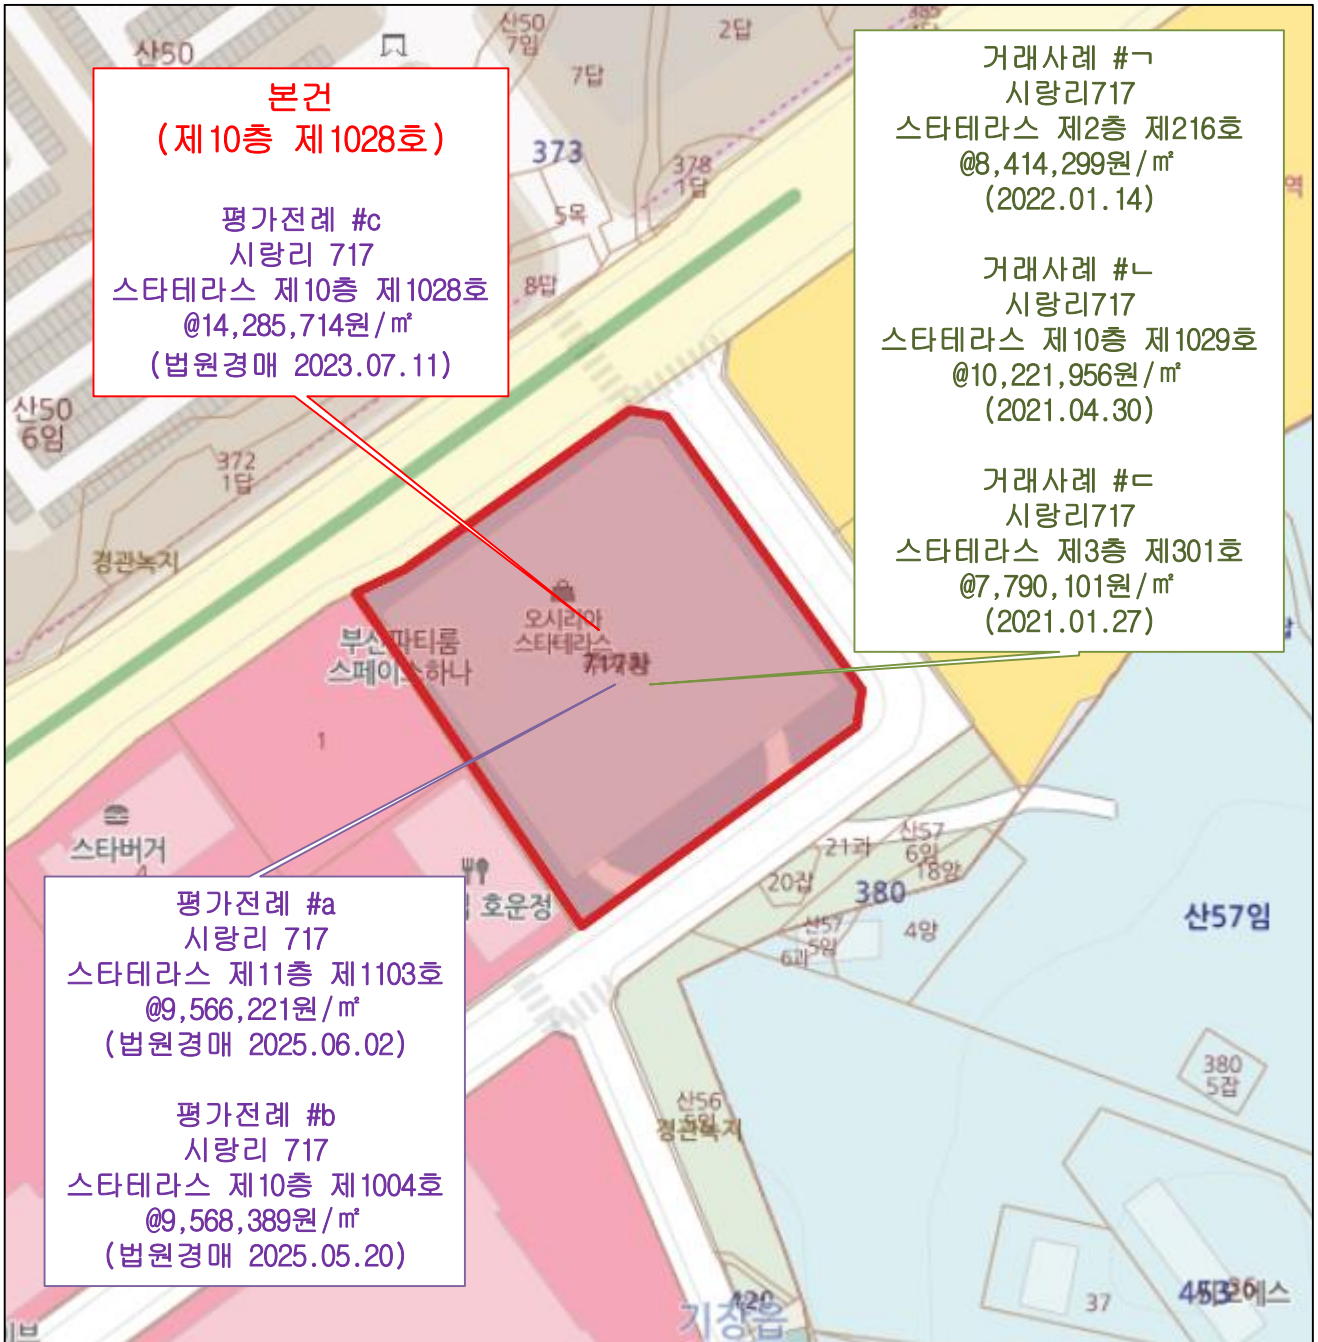 산50
산50
7임
2답
7답
본건
(제10층 제1028호)
평가전례 #c
시랑리 717
스타테라스 제10층 제1028호
@14,285,714원/㎡
(법원경매 2023.07.11)
거래사례 #ㄱ
시랑리717
스타테라스 제2층 제216호
@8,414,299원/㎡
(2022.01.14)
거래사례 #ㄴ
시랑리717
스타테라스 제10층 제1029호
@10,221,956원/㎡
(2021.04.30)
거래사례 #ㄷ
시랑리717
스타테라스 제3층 제301호
@7,790,101원/㎡
(2021.01.27)
373
378
1답
5목
8답
역
산50
6임
372
1답
경관녹지
오시리아
스타테라스
부산파티룸
스페이스하나
1
스타버거
호운정
21과
산57
6임
18양
20잡
380
산57
5임
4양
6과
산57임
평가전례 #a
시랑리 717
스타테라스 제11층 제1103호
@9,566,221원/㎡
(법원경매 2025.06.02)
평가전례 #b
시랑리 717
스타테라스 제10층 제1004호
@9,568,389원/㎡
(법원경매 2025.05.20)
380
5잡
산56
경관녹지
37
기장읍